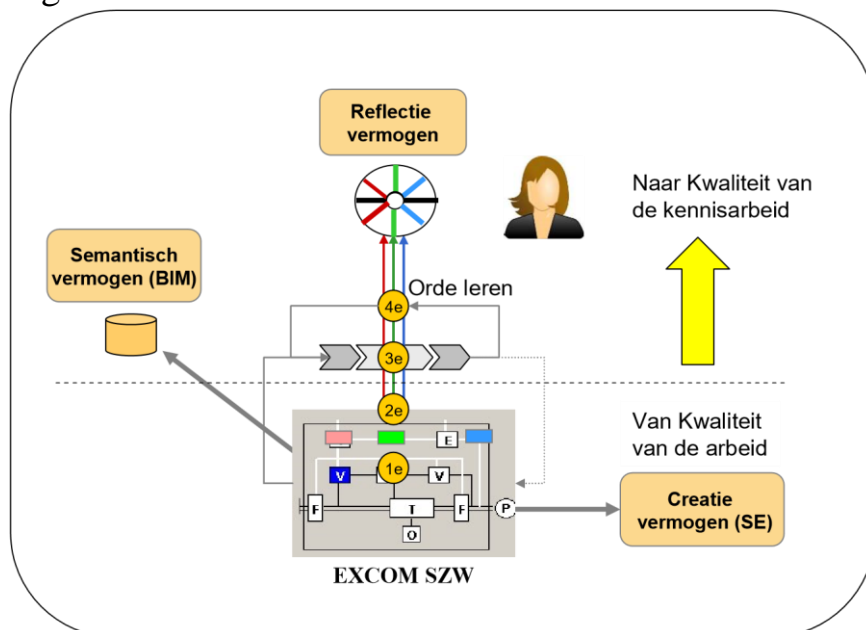 Reflectie
vermogen
Naar Kwaliteit van
de kennisarbeid
Semantisch
vermogen (BIM)
Orde leren
4e
3e
2e
Van Kwaliteit
van de arbeid
E
1e
V
V
F
T
F
P
O
Creatie
vermogen (SE)
EXCOM SZW